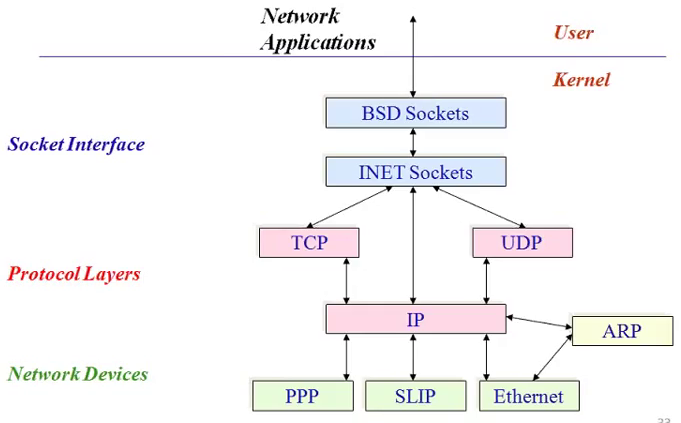 Network
Applications
User
Kernel
BSD Sockets
Socket Interface
INET Sockets
TCP
UDP
Protocol Layers
IP
ARP
Network Devices
PPP
SLIP
Ethernet